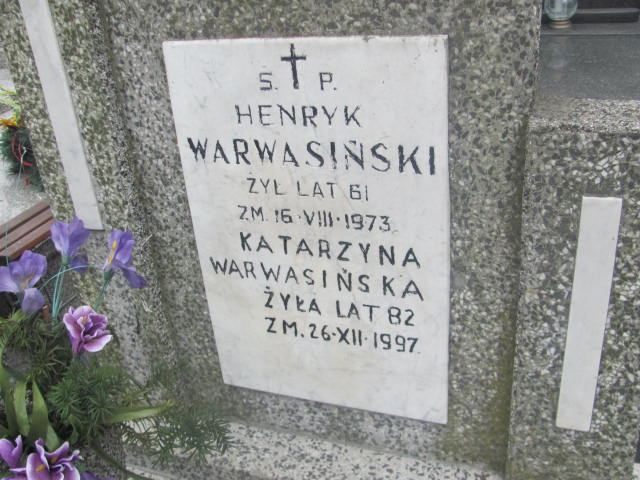 Ś. P.
HENRYK
WARWASIŃSKI
ŻYŁ LAT 61
ZM. 16·VIII·1973
KATARZYNA
WARWASIŃSKA
ŻYŁA LAT 82
ZM. 26·XII·1997